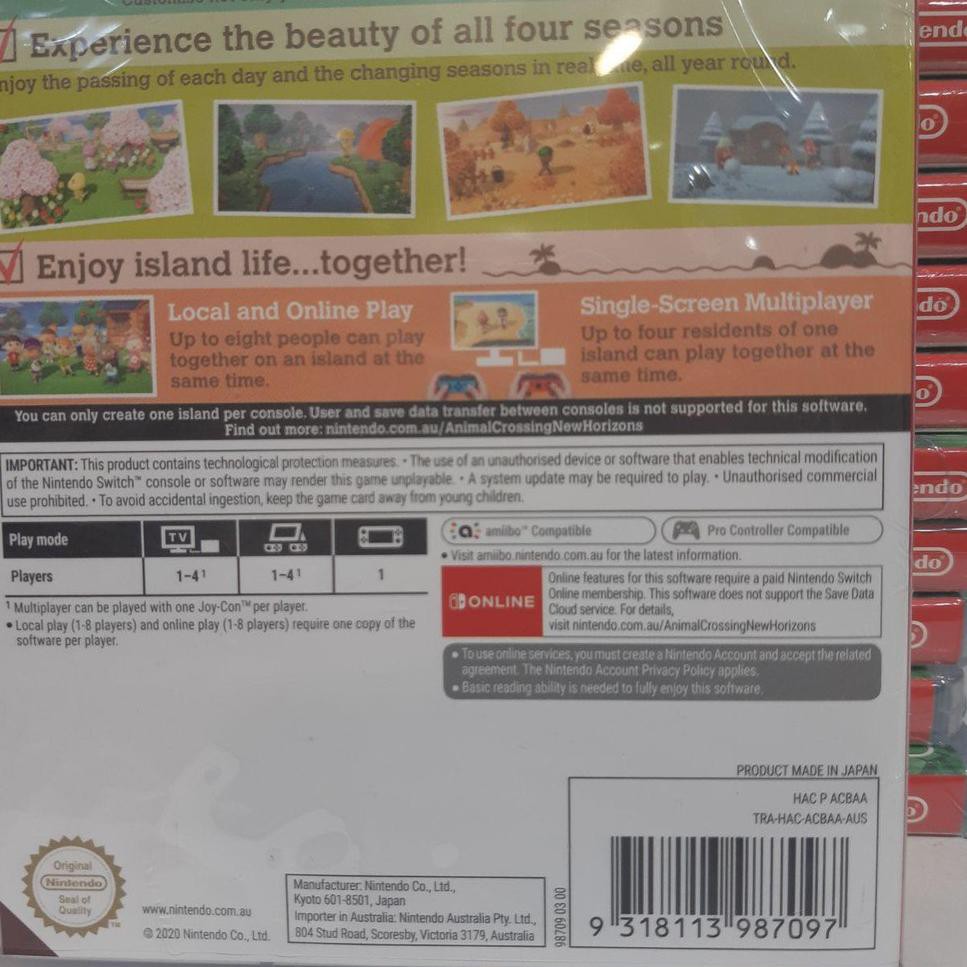 Experience the beauty of all four seasons
njoy the passing of each day and the changing seasons in real me, all year round.
Enjoy island life...together!
Local and Online Play
Up to eight people can play
together on an island at the
same time.
Single-Screen Multiplayer
Up to four residents of one
island can play together at the
same time.
You can only create one island per console. User and save data transfer between consoles is not supported for this software.
Find out more: nintendo.com.au/AnimalCrossingNewHorizons
IMPORTANT: This product contains technological protection measures. • The use of an unauthorised device or software that enables technical modification
of the Nintendo Switch™ console or software may render this game unplayable. • A system update may be required to play. • Unauthorised commercial
use prohibited. • To avoid accidental ingestion, keep the game card away from young children.
Play mode TV
Players 1-4¹ 1-4¹ 1
¹ Multiplayer can be played with one Joy-Con™ per player.
• Local play (1-8 players) and online play (1-8 players) require one copy of the
software per player.
amiibo™ Compatible
Pro Controller Compatible
• Visit amiibo.nintendo.com.au for the latest information.
ONLINE
Online features for this software require a paid Nintendo Switch
Online membership. This software does not support the Save Data
Cloud service. For details,
visit nintendo.com.au/AnimalCrossingNewHorizons
• To use online services, you must create a Nintendo Account and accept the related
agreement. The Nintendo Account Privacy Policy applies.
• Basic reading ability is needed to fully enjoy this software.
PRODUCT MADE IN JAPAN
HAC P ACBAA
TRA-HAC-ACBAA-AUS
9 318113 987097
98709 03 00
Original
Nintendo
Seal of
Quality
TM
www.nintendo.com.au
© 2020 Nintendo Co., Ltd.
Manufacturer: Nintendo Co., Ltd.,
Kyoto 601-8501, Japan
Importer in Australia: Nintendo Australia Pty. Ltd.,
804 Stud Road, Scoresby, Victoria 3179, Australia